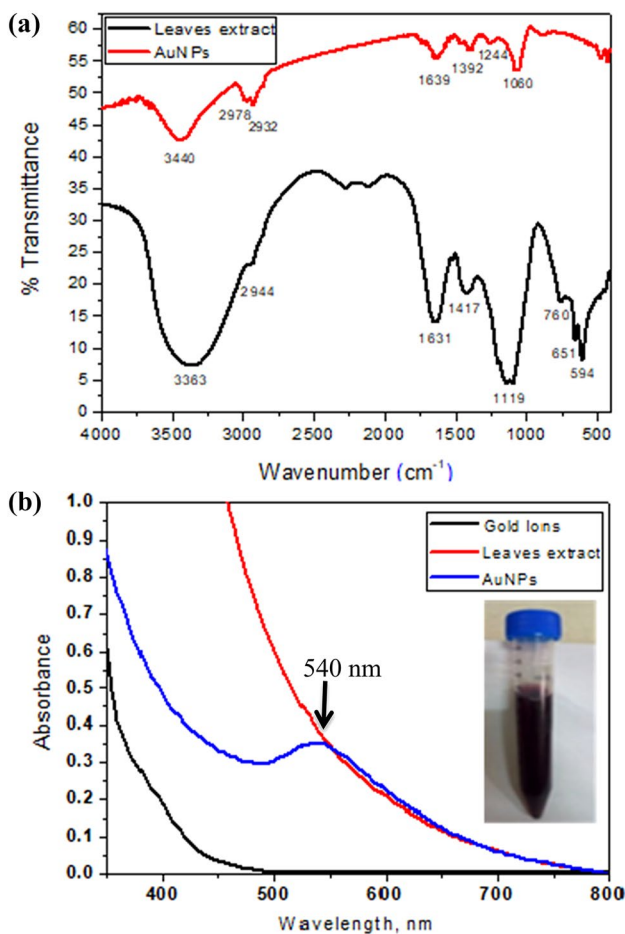 (a)
Leaves extract
AuNPs
60
55
50
45
40
35
30
25
20
15
10
5
0
% Transmittance
2978
2932
3440
1639
1392
1244
1060
2944
3363
1631
1417
1119
760
651
594
4000 3500 3000 2500 2000 1500 1000 500
Wavenumber (cm-1)
(b)
Gold Ions
Leaves extract
AuNPs
1.0
0.9
0.8
0.7
0.6
0.5
0.4
0.3
0.2
0.1
0.0
Absorbance
540 nm
400 500 600 700 800
Wavelength, nm